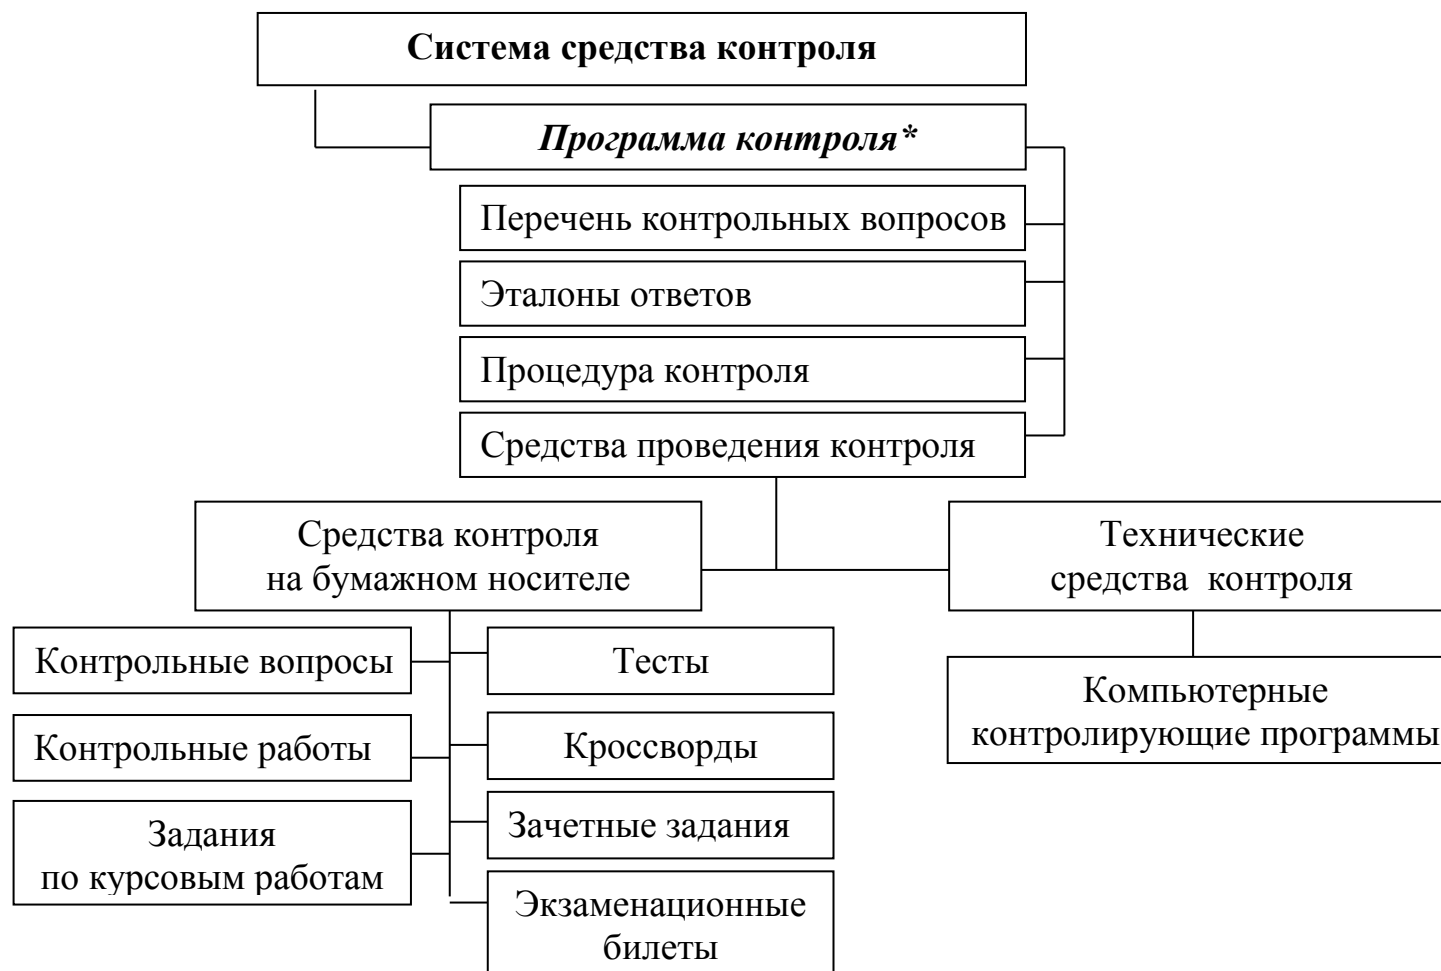 Система средства контроля
Программа контроля*
Перечень контрольных вопросов
Эталоны ответов
Процедура контроля
Средства проведения контроля
Средства контроля
на бумажном носителе
Технические
средства контроля
Контрольные вопросы
Тесты
Компьютерные
контролирующие программы
Контрольные работы
Кроссворды
Задания
по курсовым работам
Зачетные задания
Экзаменационные
билеты